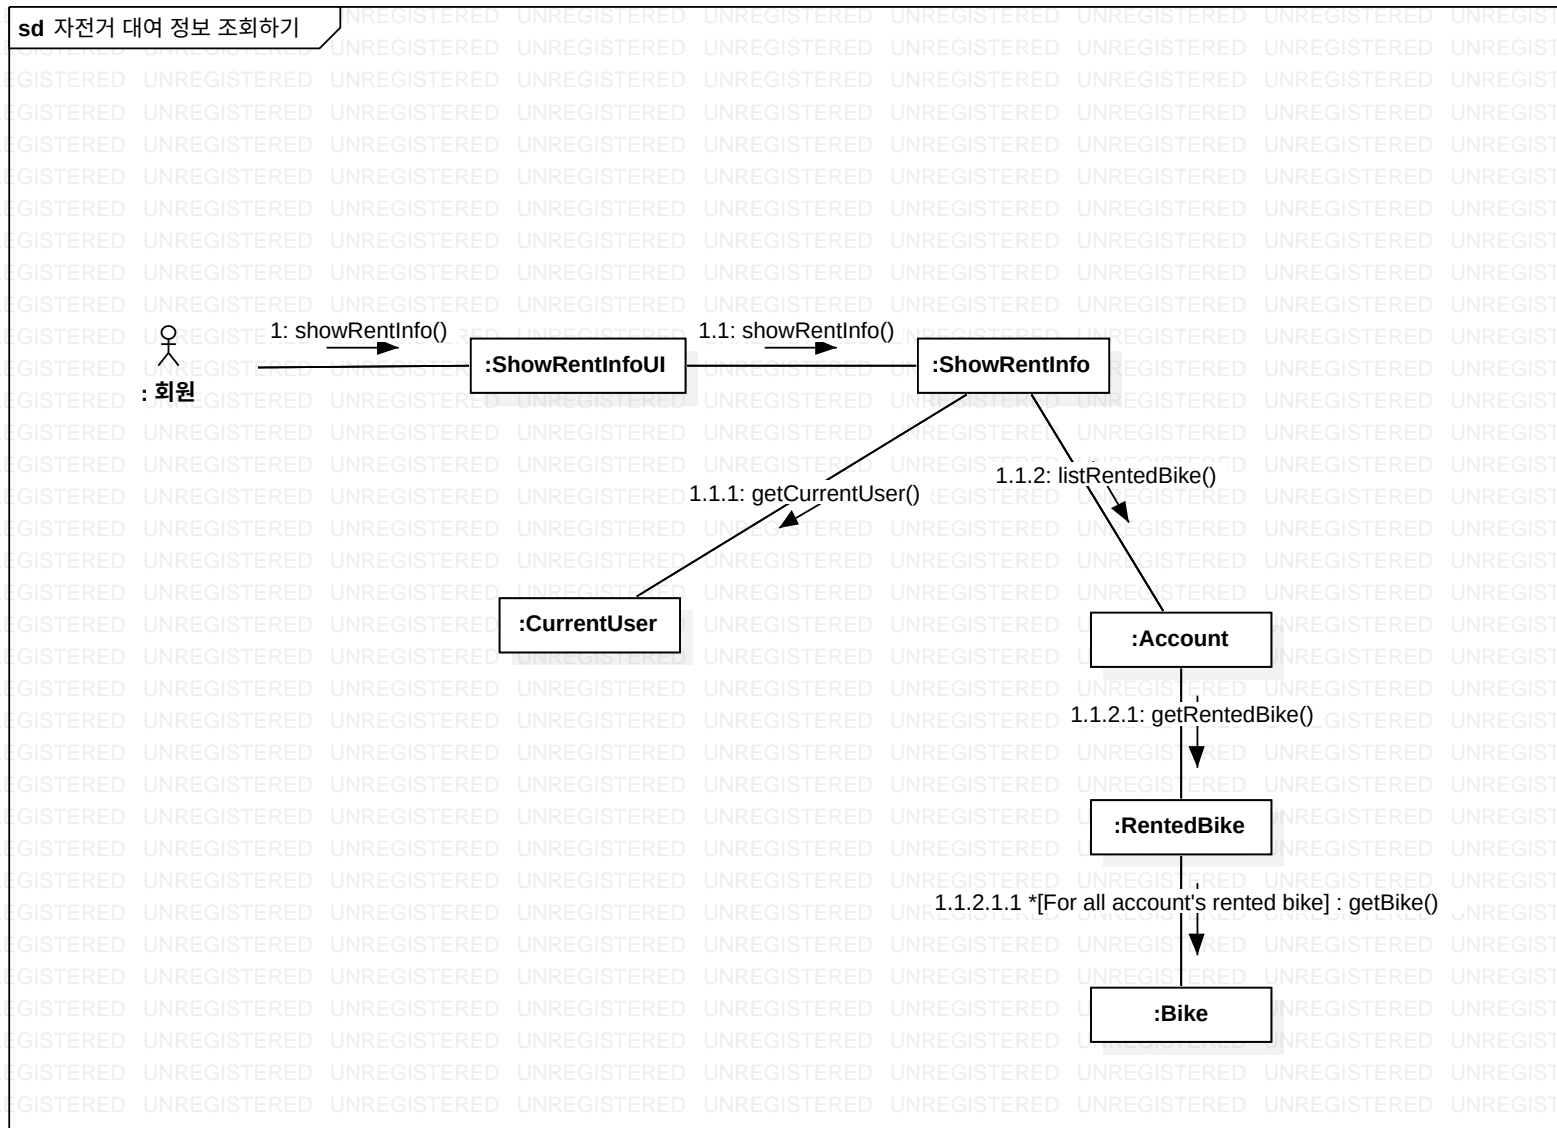 sd 자전거 대여 정보 조회하기
1: showRentInfo()
1.1: showRentInfo()
: 회원
:ShowRentInfoUI
:ShowRentInfo
1.1.1: getCurrentUser()
1.1.2: listRentedBike()
:CurrentUser
:Account
1.1.2.1: getRentedBike()
:RentedBike
1.1.2.1.1 *[For all account's rented bike] : getBike()
:Bike
UNREGISTERED